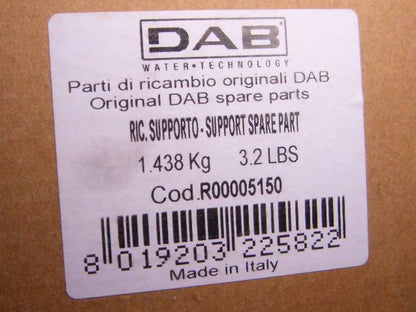 DAB®
WATER•TECHNOLOGY
Parti di ricambio originali DAB
Original DAB spare parts
RIC. SUPPORTO - SUPPORT SPARE PART
1.438 Kg 3.2 LBS
Cod.R00005150
8 019203 225822
Made in Italy